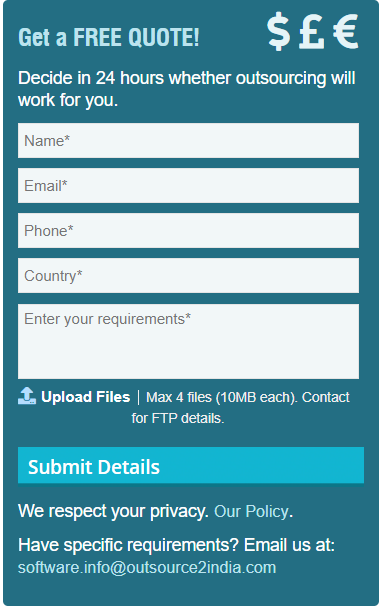 Get a FREE QUOTE!
$ £ €
Decide in 24 hours whether outsourcing will
work for you.
Name*
Email*
Phone*
Country*
Enter your requirements*
Upload Files | Max 4 files (10MB each). Contact
for FTP details.
Submit Details
We respect your privacy. Our Policy.
Have specific requirements? Email us at:
software.info@outsource2india.com